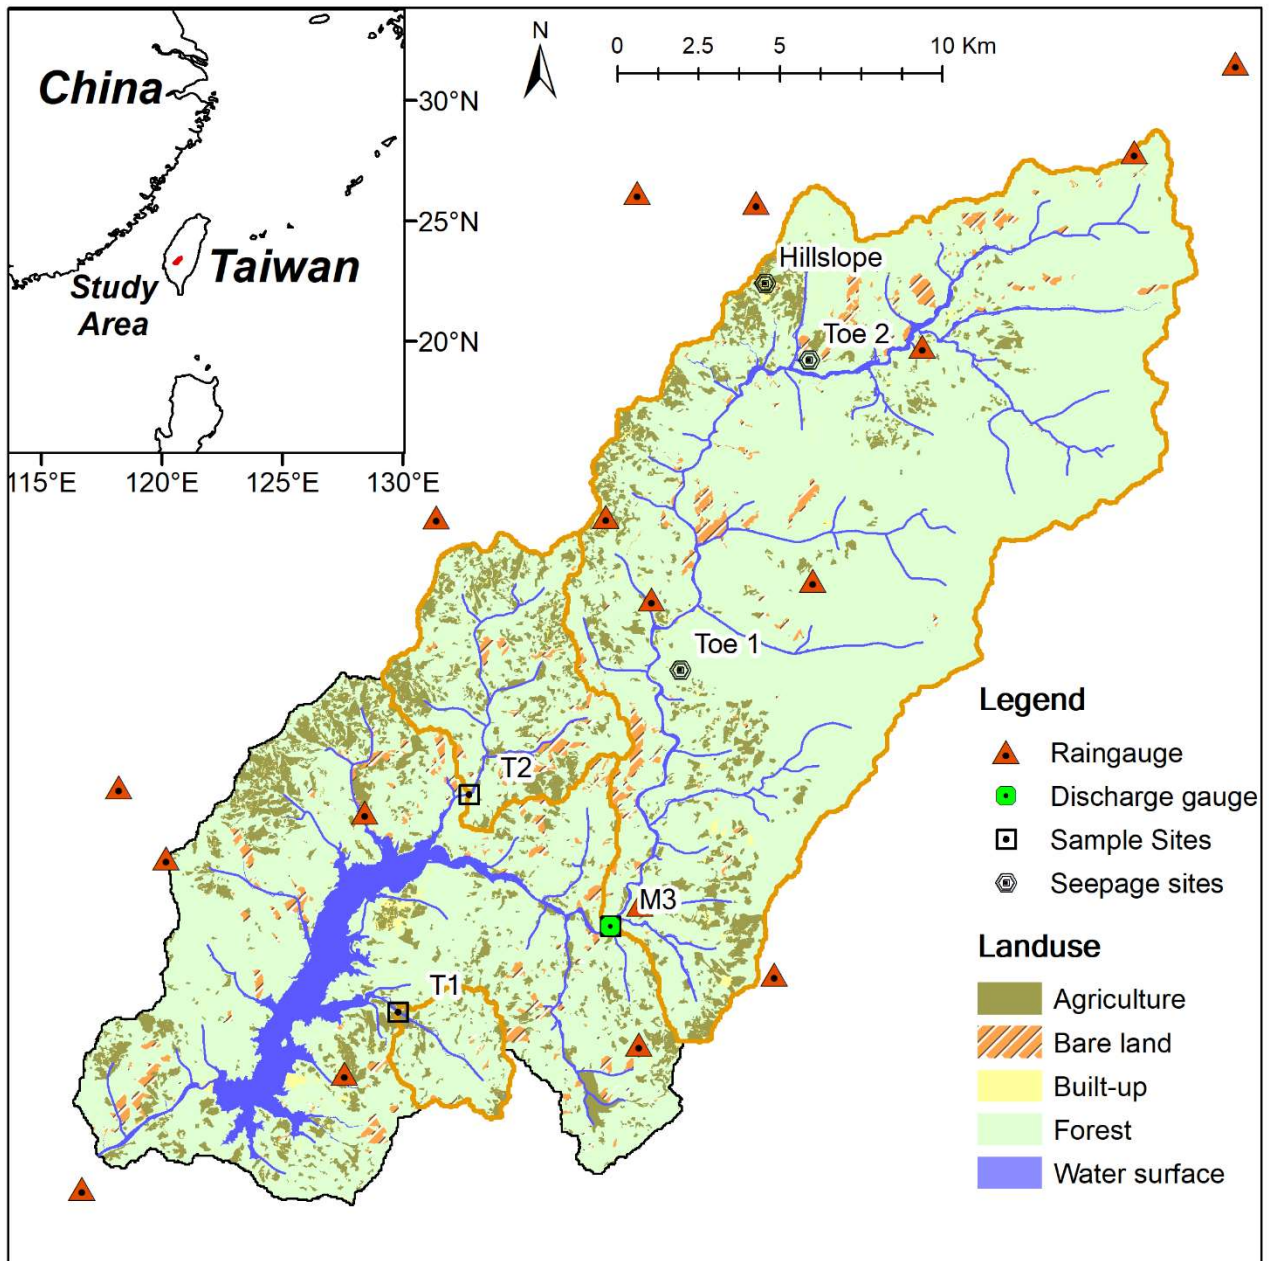 N
0 2.5 5 10 Km
China
30°N
25°N
Taiwan
Study
Area
20°N
115°E 120°E 125°E 130°E
Hillslope
Toe 2
Toe 1
T2
M3
T1
Legend
Raingauge
Discharge gauge
Sample Sites
Seepage sites
Landuse
Agriculture
Bare land
Built-up
Forest
Water surface